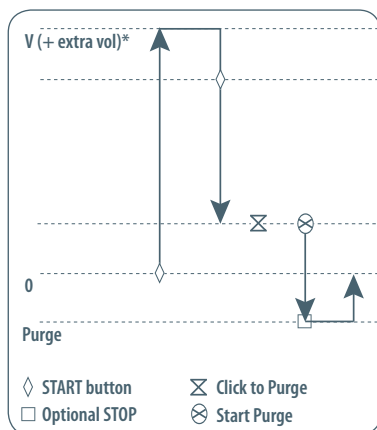 V (+ extra vol)*
0
Purge
START button
Click to Purge
Optional STOP
Start Purge